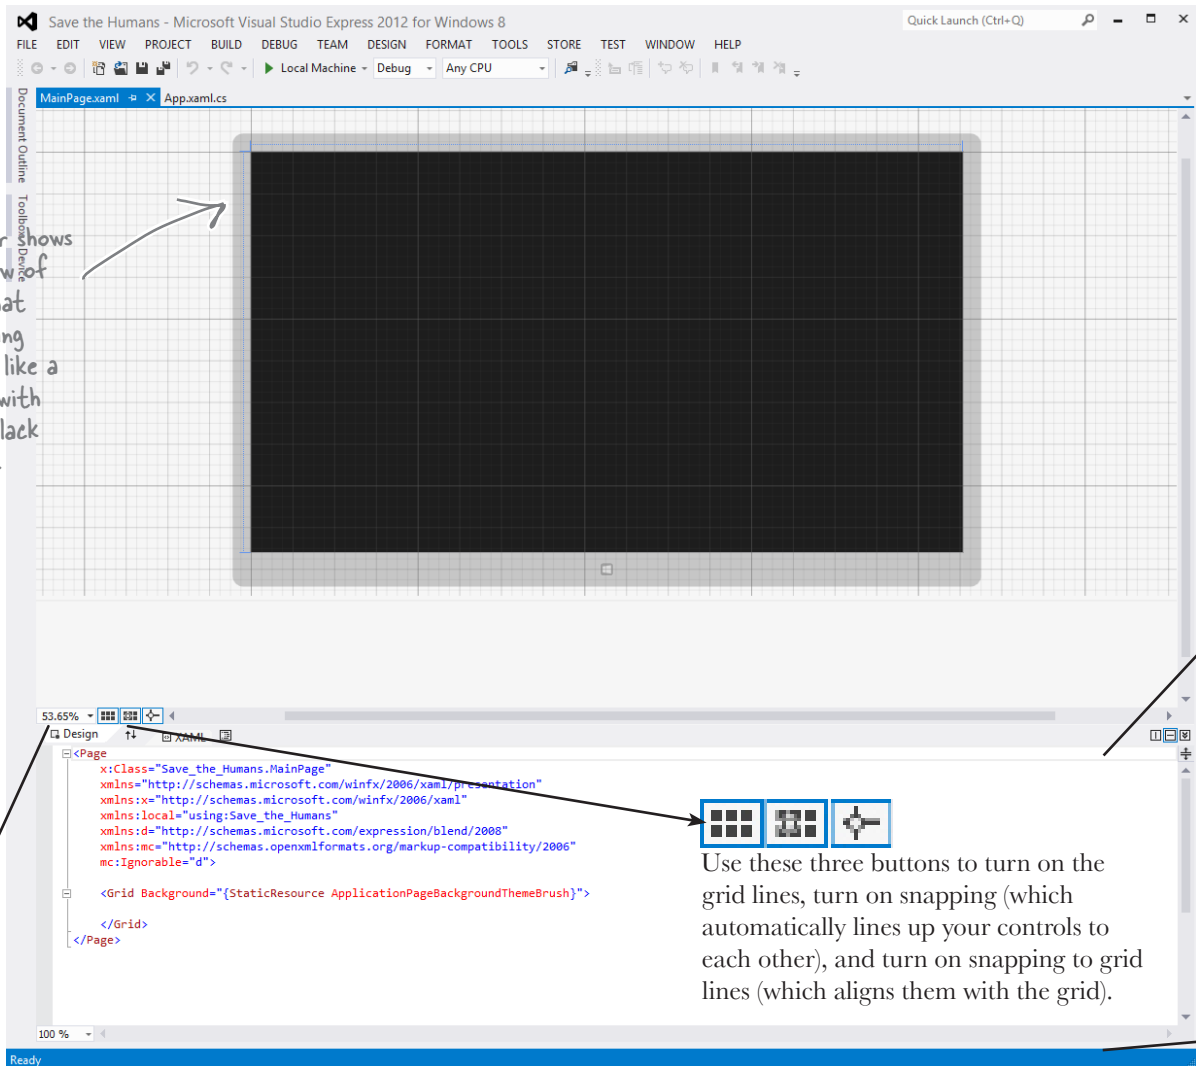 Save the Humans - Microsoft Visual Studio Express 2012 for Windows 8
Quick Launch (Ctrl+Q)
FILE EDIT VIEW PROJECT BUILD DEBUG TEAM DESIGN FORMAT TOOLS STORE TEST WINDOW HELP
Local Machine Debug Any CPU
MainPage.xaml App.xaml.cs
Document Outline
Toolbox
Device
shows
of
like a
with
53.65%
Design XAML
<Page
x:Class="Save_the_Humans.MainPage"
xmlns="http://schemas.microsoft.com/winfx/2006/xaml/presentation"
xmlns:x="http://schemas.microsoft.com/winfx/2006/xaml"
xmlns:local="using:Save_the_Humans"
xmlns:d="http://schemas.microsoft.com/expression/blend/2008"
xmlns:mc="http://schemas.openxmlformats.org/markup-compatibility/2006"
mc:Ignorable="d">
<Grid Background="{StaticResource ApplicationPageBackgroundThemeBrush}">
</Grid>
</Page>
Use these three buttons to turn on the
grid lines, turn on snapping (which
automatically lines up your controls to
each other), and turn on snapping to grid
lines (which aligns them with the grid).
100 %
Ready